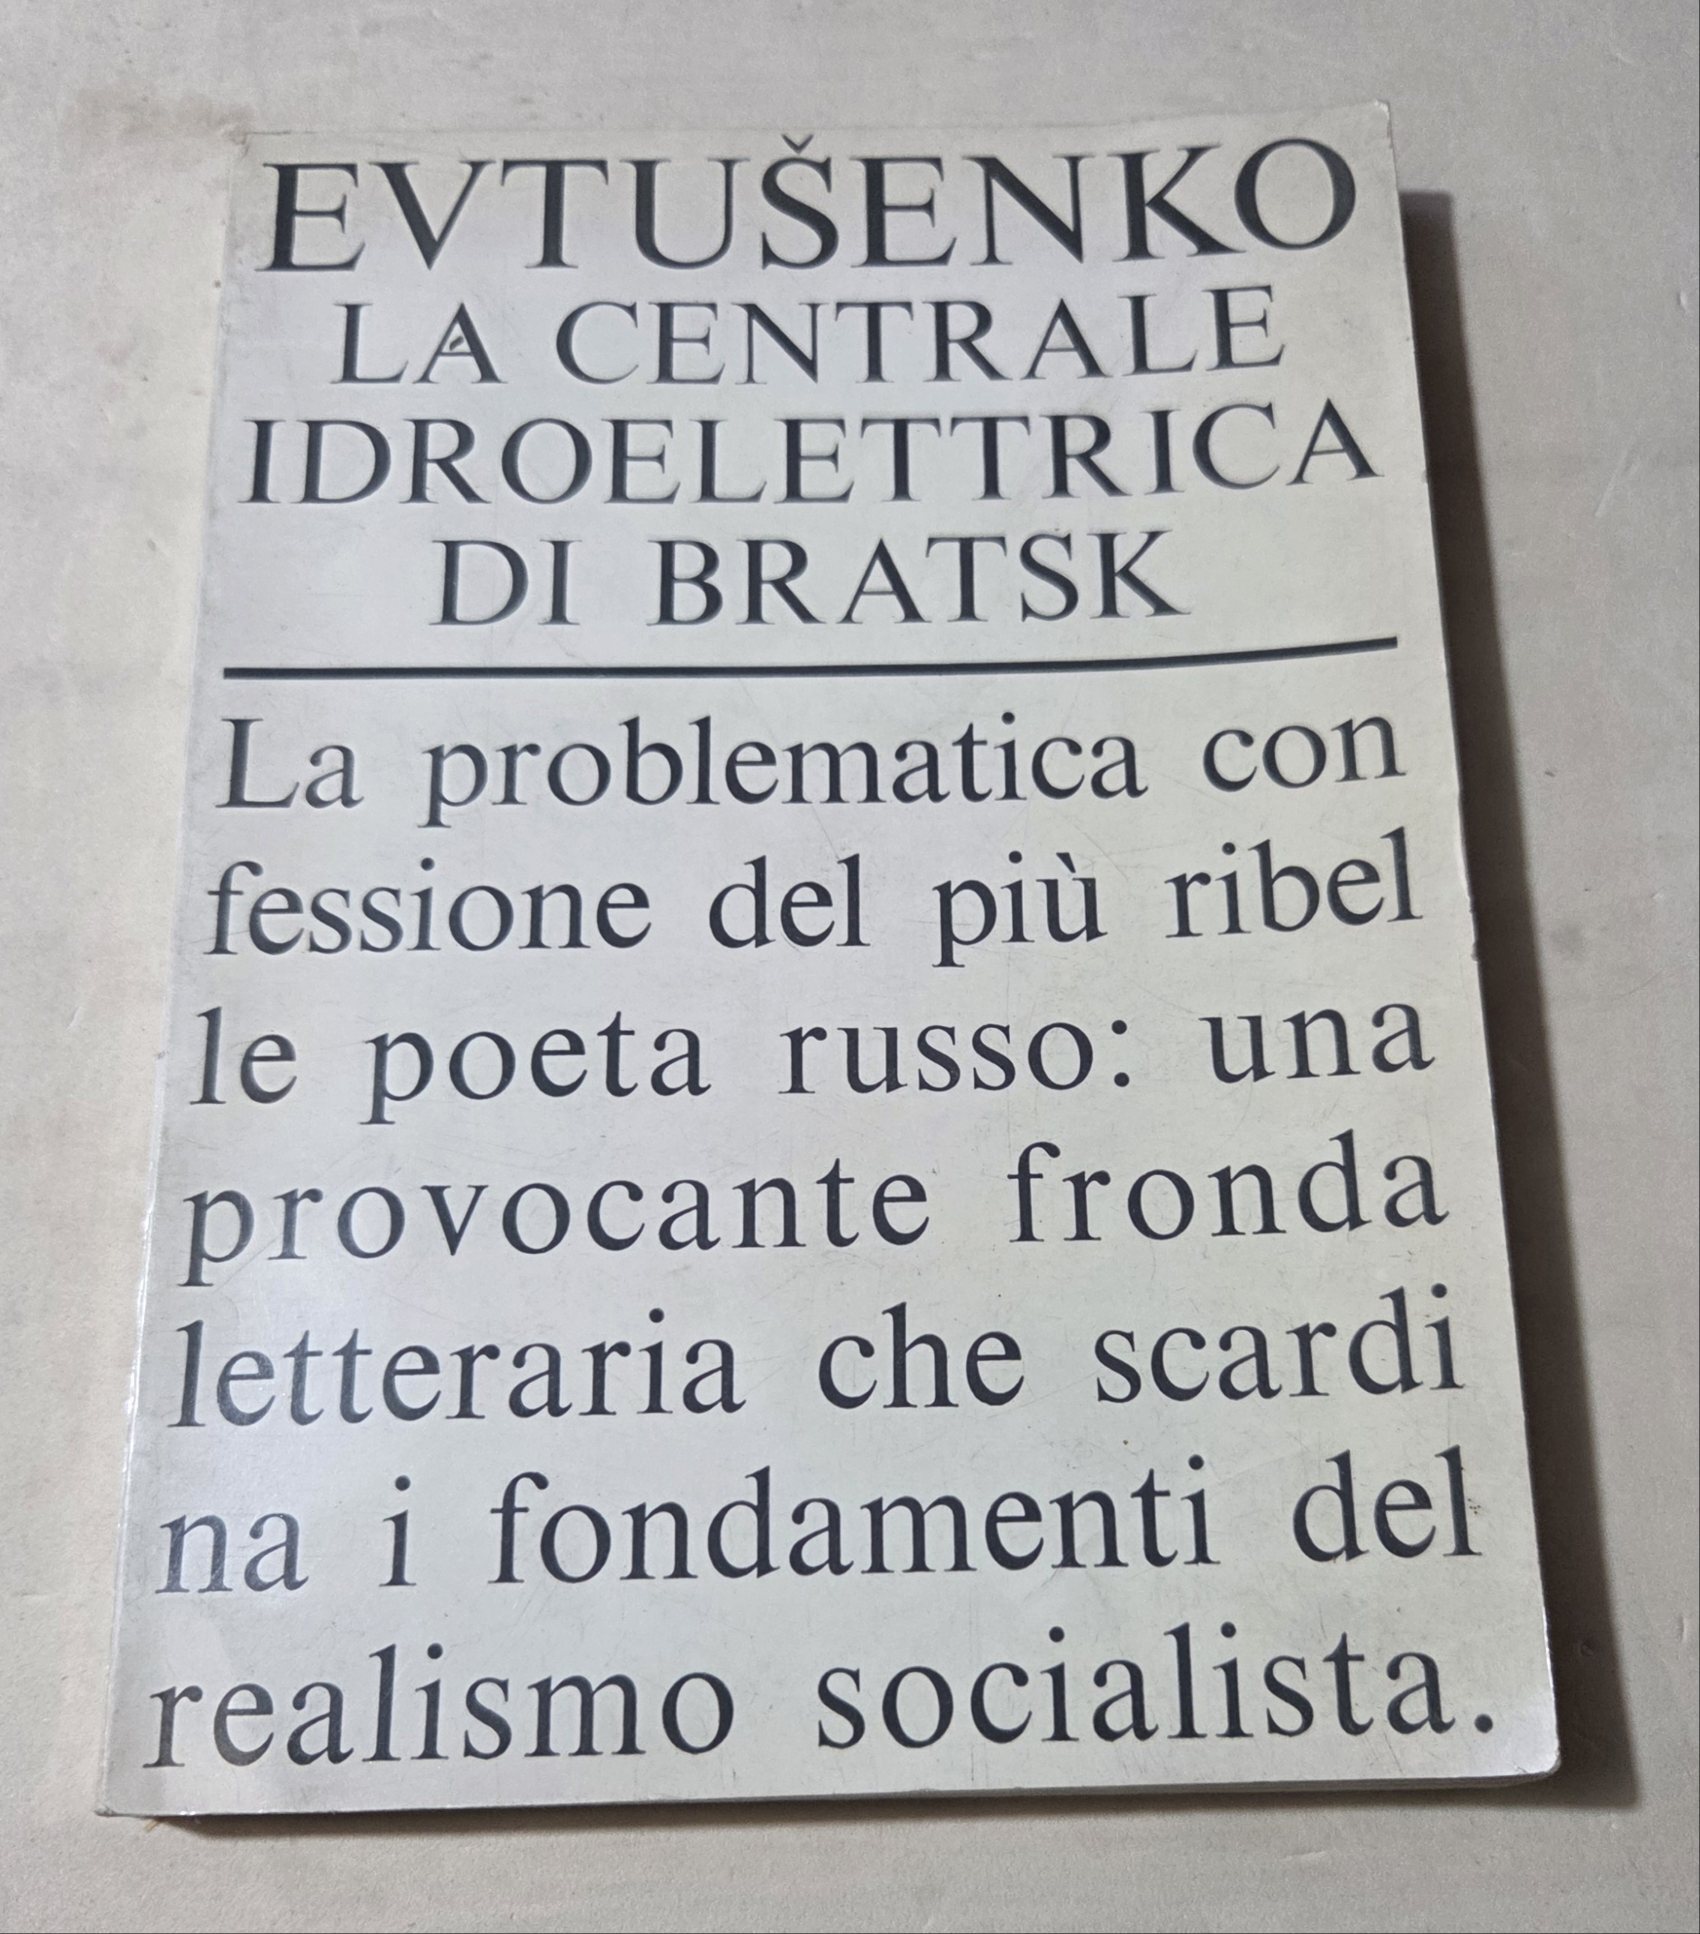 EVTUŠENKO
LA CENTRALE
IDROELETTRICA
DI BRATSK
La problematica con
fessione del più ribel
le poeta russo: una
provocante fronda
letteraria che scardi
na i fondamenti del
realismo socialista.